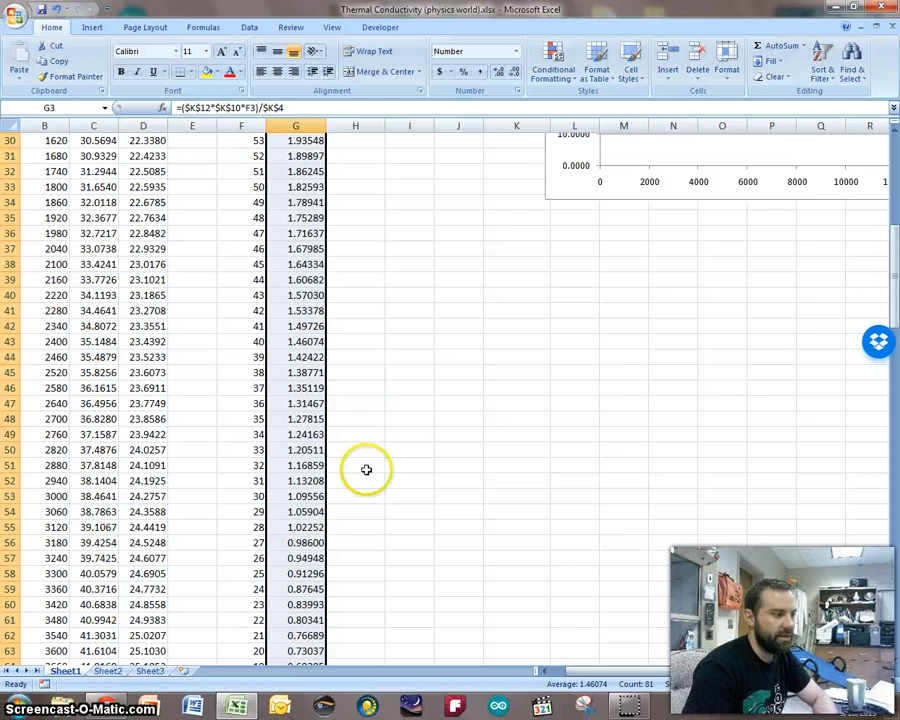 Thermal Conductivity (physics world).xlsx - Microsoft Excel
Home Insert Page Layout Formulas Data Review View Developer
Cut
Copy
Format Painter
Paste
Clipboard
Calibri 11
B I U
Font
Wrap Text
Merge & Center
Alignment
Number
$ % ,
Number
Conditional Formatting
Format as Table
Cell Styles
Styles
Insert Delete Format
Cells
AutoSum
Fill
Clear
Sort & Filter
Find & Select
Editing
G3 =($K$12*$K$10*F3)/$K$4
B C D E F G H I J K L M N O P Q R
30 1620 30.5694 22.3380 53 1.93548
31 1680 30.9329 22.4233 52 1.89897
32 1740 31.2944 22.5085 51 1.86245
33 1800 31.6540 22.5935 50 1.82593
34 1860 32.0118 22.6785 49 1.78941
35 1920 32.3677 22.7634 48 1.75289
36 1980 32.7217 22.8482 47 1.71637
37 2040 33.0738 22.9329 46 1.67985
38 2100 33.4241 23.0176 45 1.64334
39 2160 33.7726 23.1021 44 1.60682
40 2220 34.1193 23.1865 43 1.57030
41 2280 34.4641 23.2708 42 1.53378
42 2340 34.8072 23.3551 41 1.49726
43 2400 35.1484 23.4392 40 1.46074
44 2460 35.4879 23.5233 39 1.42422
45 2520 35.8256 23.6073 38 1.38771
46 2580 36.1615 23.6911 37 1.35119
47 2640 36.4956 23.7749 36 1.31467
48 2700 36.8280 23.8586 35 1.27815
49 2760 37.1587 23.9422 34 1.24163
50 2820 37.4876 24.0257 33 1.20511
51 2880 37.8148 24.1091 32 1.16859
52 2940 38.1404 24.1925 31 1.13208
53 3000 38.4641 24.2757 30 1.09556
54 3060 38.7863 24.3588 29 1.05904
55 3120 39.1067 24.4419 28 1.02252
56 3180 39.4254 24.5248 27 0.98600
57 3240 39.7425 24.6077 26 0.94948
58 3300 40.0579 24.6905 25 0.91296
59 3360 40.3716 24.7732 24 0.87645
60 3420 40.6838 24.8558 23 0.83993
61 3480 40.9942 24.9383 22 0.80341
62 3540 41.3031 25.0207 21 0.76689
63 3600 41.6104 25.1030 20 0.73037
10.0000
0.0000
0 2000 4000 6000 8000 10000
Sheet1 Sheet2 Sheet3
Ready
Average: 1.46074 Count: 81
Screencast-O-Matic.com